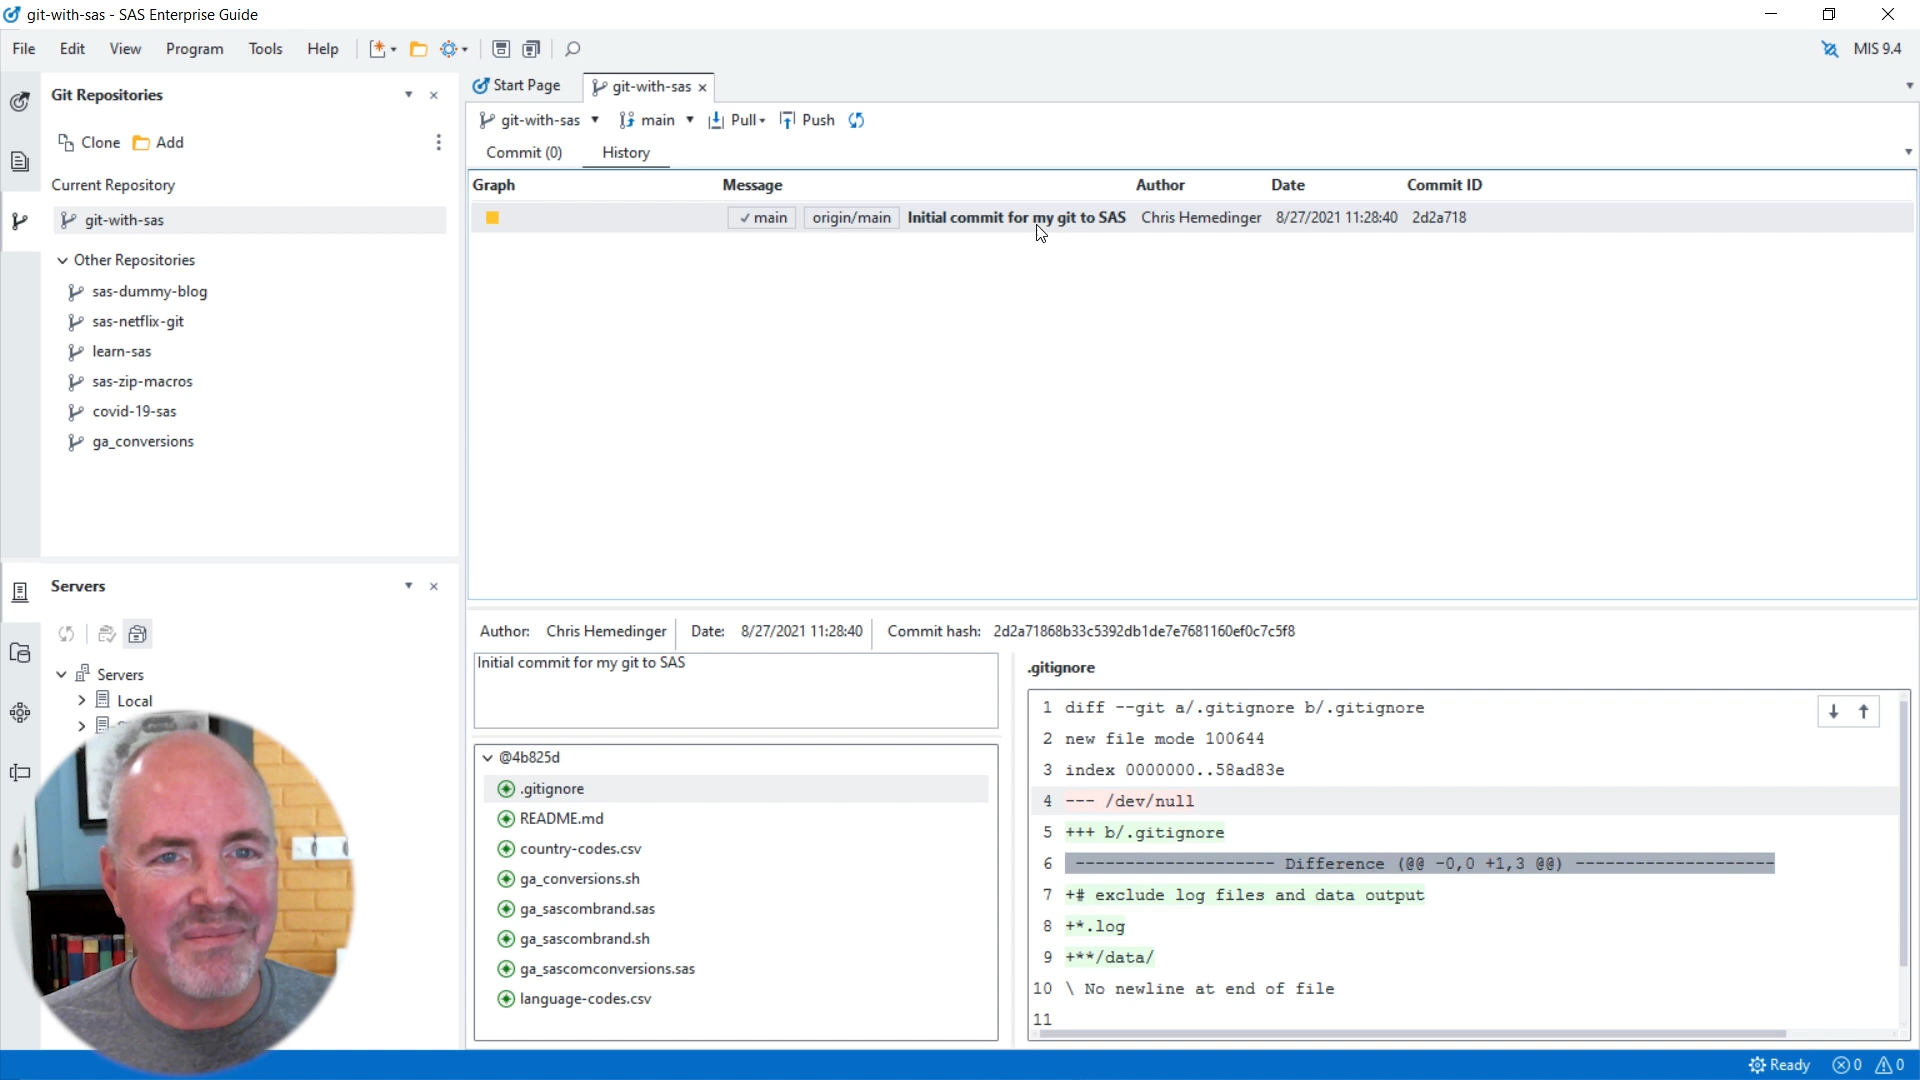 git-with-sas - SAS Enterprise Guide
File Edit View Program Tools Help
MIS 9.4
Git Repositories
Clone Add
Current Repository
git-with-sas
Other Repositories
sas-dummy-blog
sas-netflix-git
learn-sas
sas-zip-macros
covid-19-sas
ga_conversions
Servers
Servers
Local
Start Page git-with-sas
git-with-sas main Pull Push
Commit (0) History
Graph Message Author Date Commit ID
main origin/main Initial commit for my git to SAS Chris Hemedinger 8/27/2021 11:28:40 2d2a718
Author: Chris Hemedinger Date: 8/27/2021 11:28:40 Commit hash: 2d2a71868b33c5392db1de7e7681160ef0c7c5f8
Initial commit for my git to SAS
@4b825d
.gitignore
README.md
country-codes.csv
ga_conversions.sh
ga_sascombrand.sas
ga_sascombrand.sh
ga_sascomconversions.sas
language-codes.csv
.gitignore
1 diff --git a/.gitignore b/.gitignore
2 new file mode 100644
3 index 0000000..58ad83e
4 --- /dev/null
5 +++ b/.gitignore
6 -------------------- Difference (@@ -0,0 +1,3 @@) --------------------
7 +# exclude log files and data output
8 +*.log
9 +**/data/
10 \ No newline at end of file
11
Ready 0 0